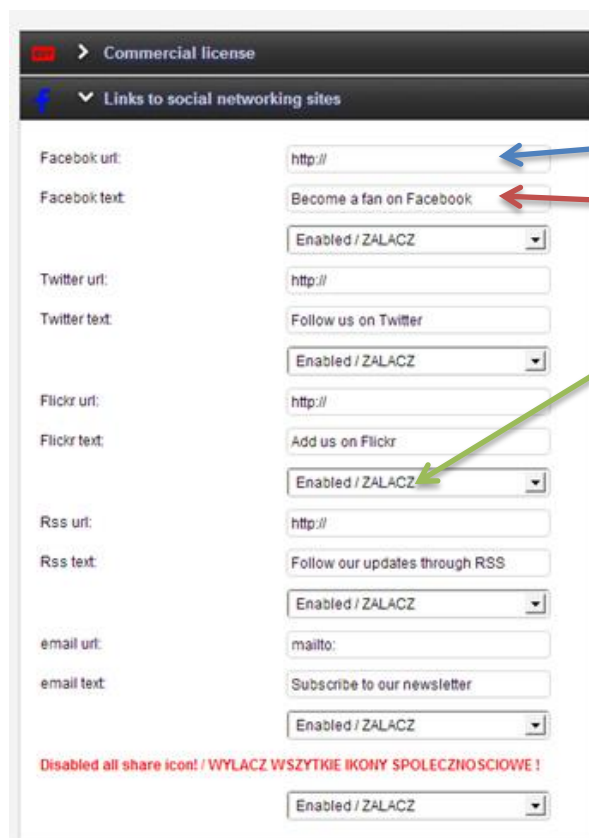 Commercial license
Links to social networking sites
Facebok url: http://
Facebok text: Become a fan on Facebook
Enabled / ZALACZ
Twitter url: http://
Twitter text: Follow us on Twitter
Enabled / ZALACZ
Flickr url: http://
Flickr text: Add us on Flickr
Enabled / ZALACZ
Rss url: http://
Rss text: Follow our updates through RSS
Enabled / ZALACZ
email url: mailto:
email text: Subscribe to our newsletter
Enabled / ZALACZ
Disabled all share icon! / WYLACZ WSZYTKIE IKONY SPOLECZNOSCIOWE !
Enabled / ZALACZ